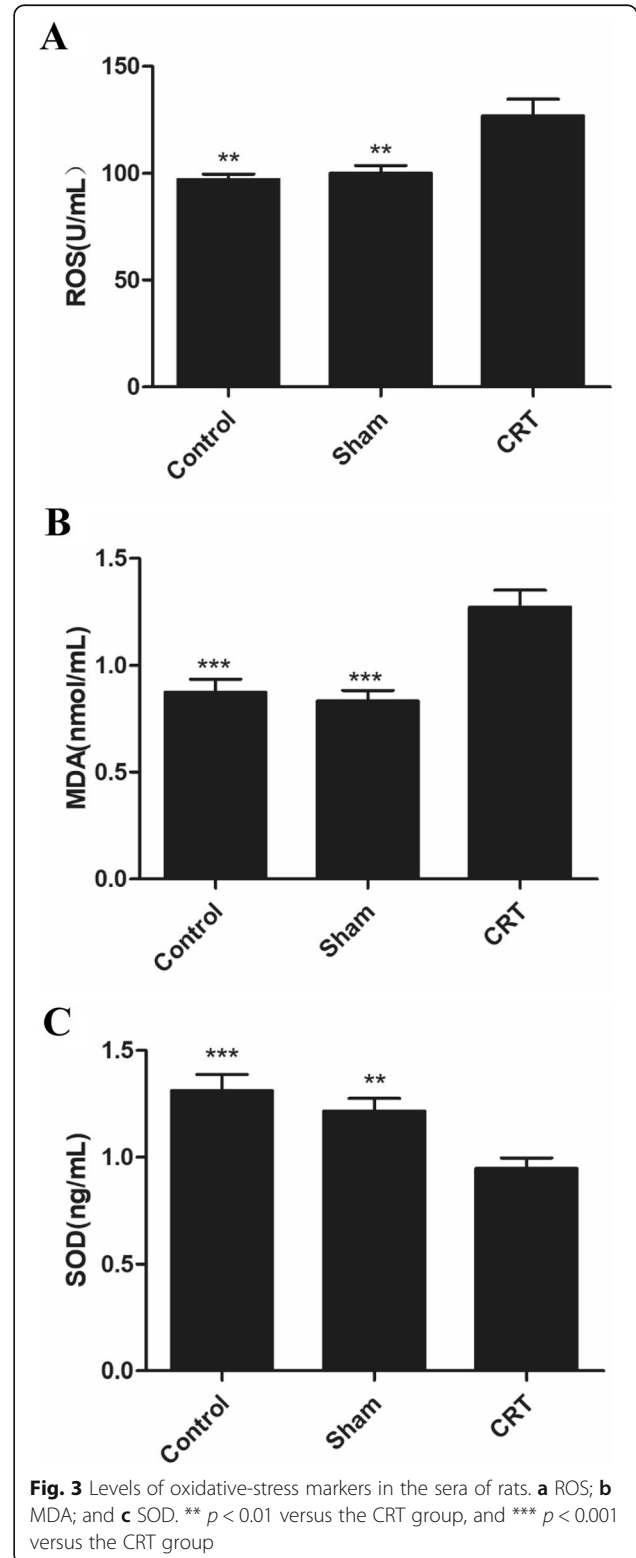 A
150
100
50
0
ROS(U/mL）
** ** 
Control Sham CRT
B
1.5
1.0
0.5
0.0
MDA(nmol/mL)
*** ***
Control Sham CRT
C
1.5
1.0
0.5
0.0
SOD(ng/mL)
*** **
Control Sham CRT
Fig. 3 Levels of oxidative-stress markers in the sera of rats. a ROS; b
MDA; and c SOD. ** p < 0.01 versus the CRT group, and *** p < 0.001
versus the CRT group